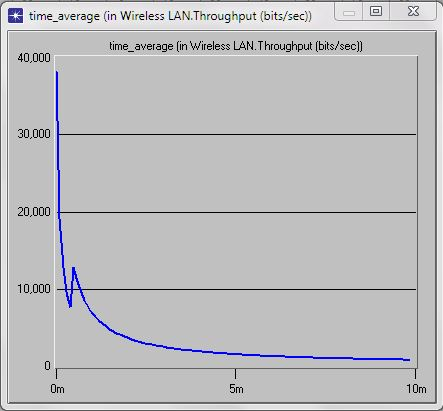 time_average (in Wireless LAN.Throughput (bits/sec))
time_average (in Wireless LAN.Throughput (bits/sec))
40,000
30,000
20,000
10,000
0
0m 5m 10m